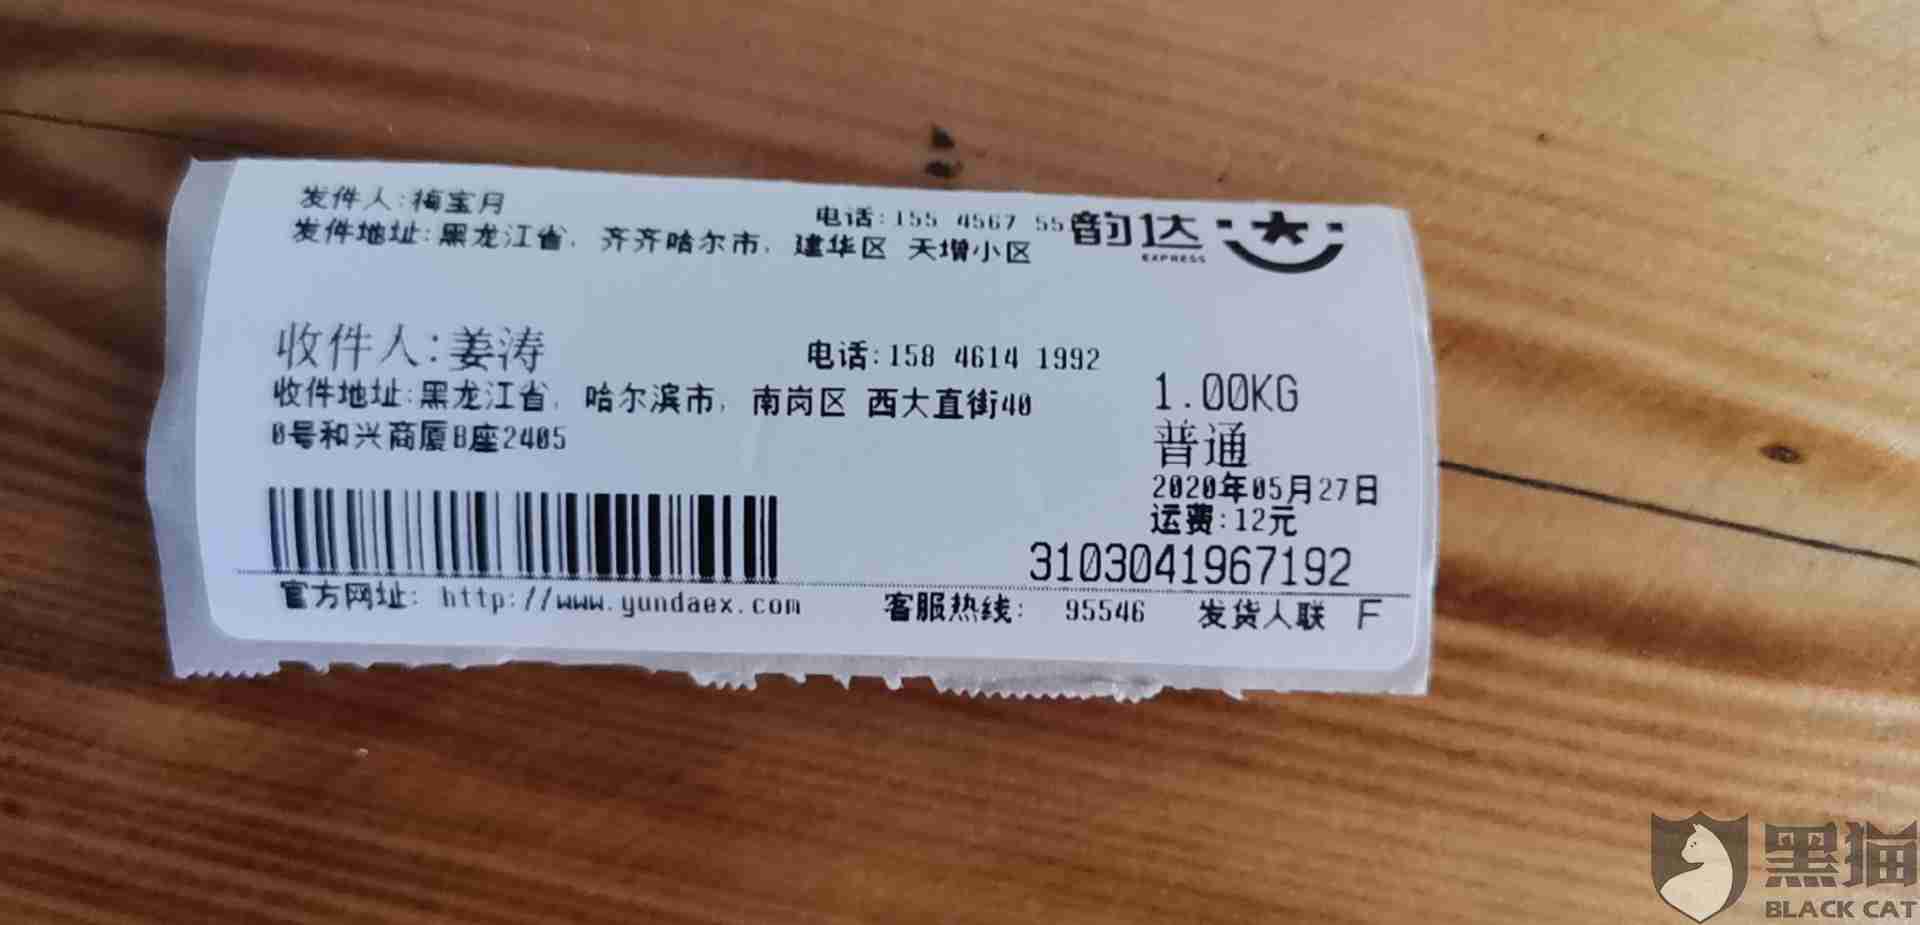 发件人:梅宝月
电话:155 4567 55
发件地址:黑龙江省, 齐齐哈尔市, 建华区 天增小区
韵达
EXPRESS
收件人:姜涛
电话:158 4614 1992
收件地址:黑龙江省, 哈尔滨市, 南岗区 西大直街40
0号和兴商厦B座2405
1.00KG
普通
2020年05月27日
运费:12元
3103041967192
官方网址: http://www.yundaex.com 客服热线: 95546 发货人联 F
黑猫
BLACK CAT